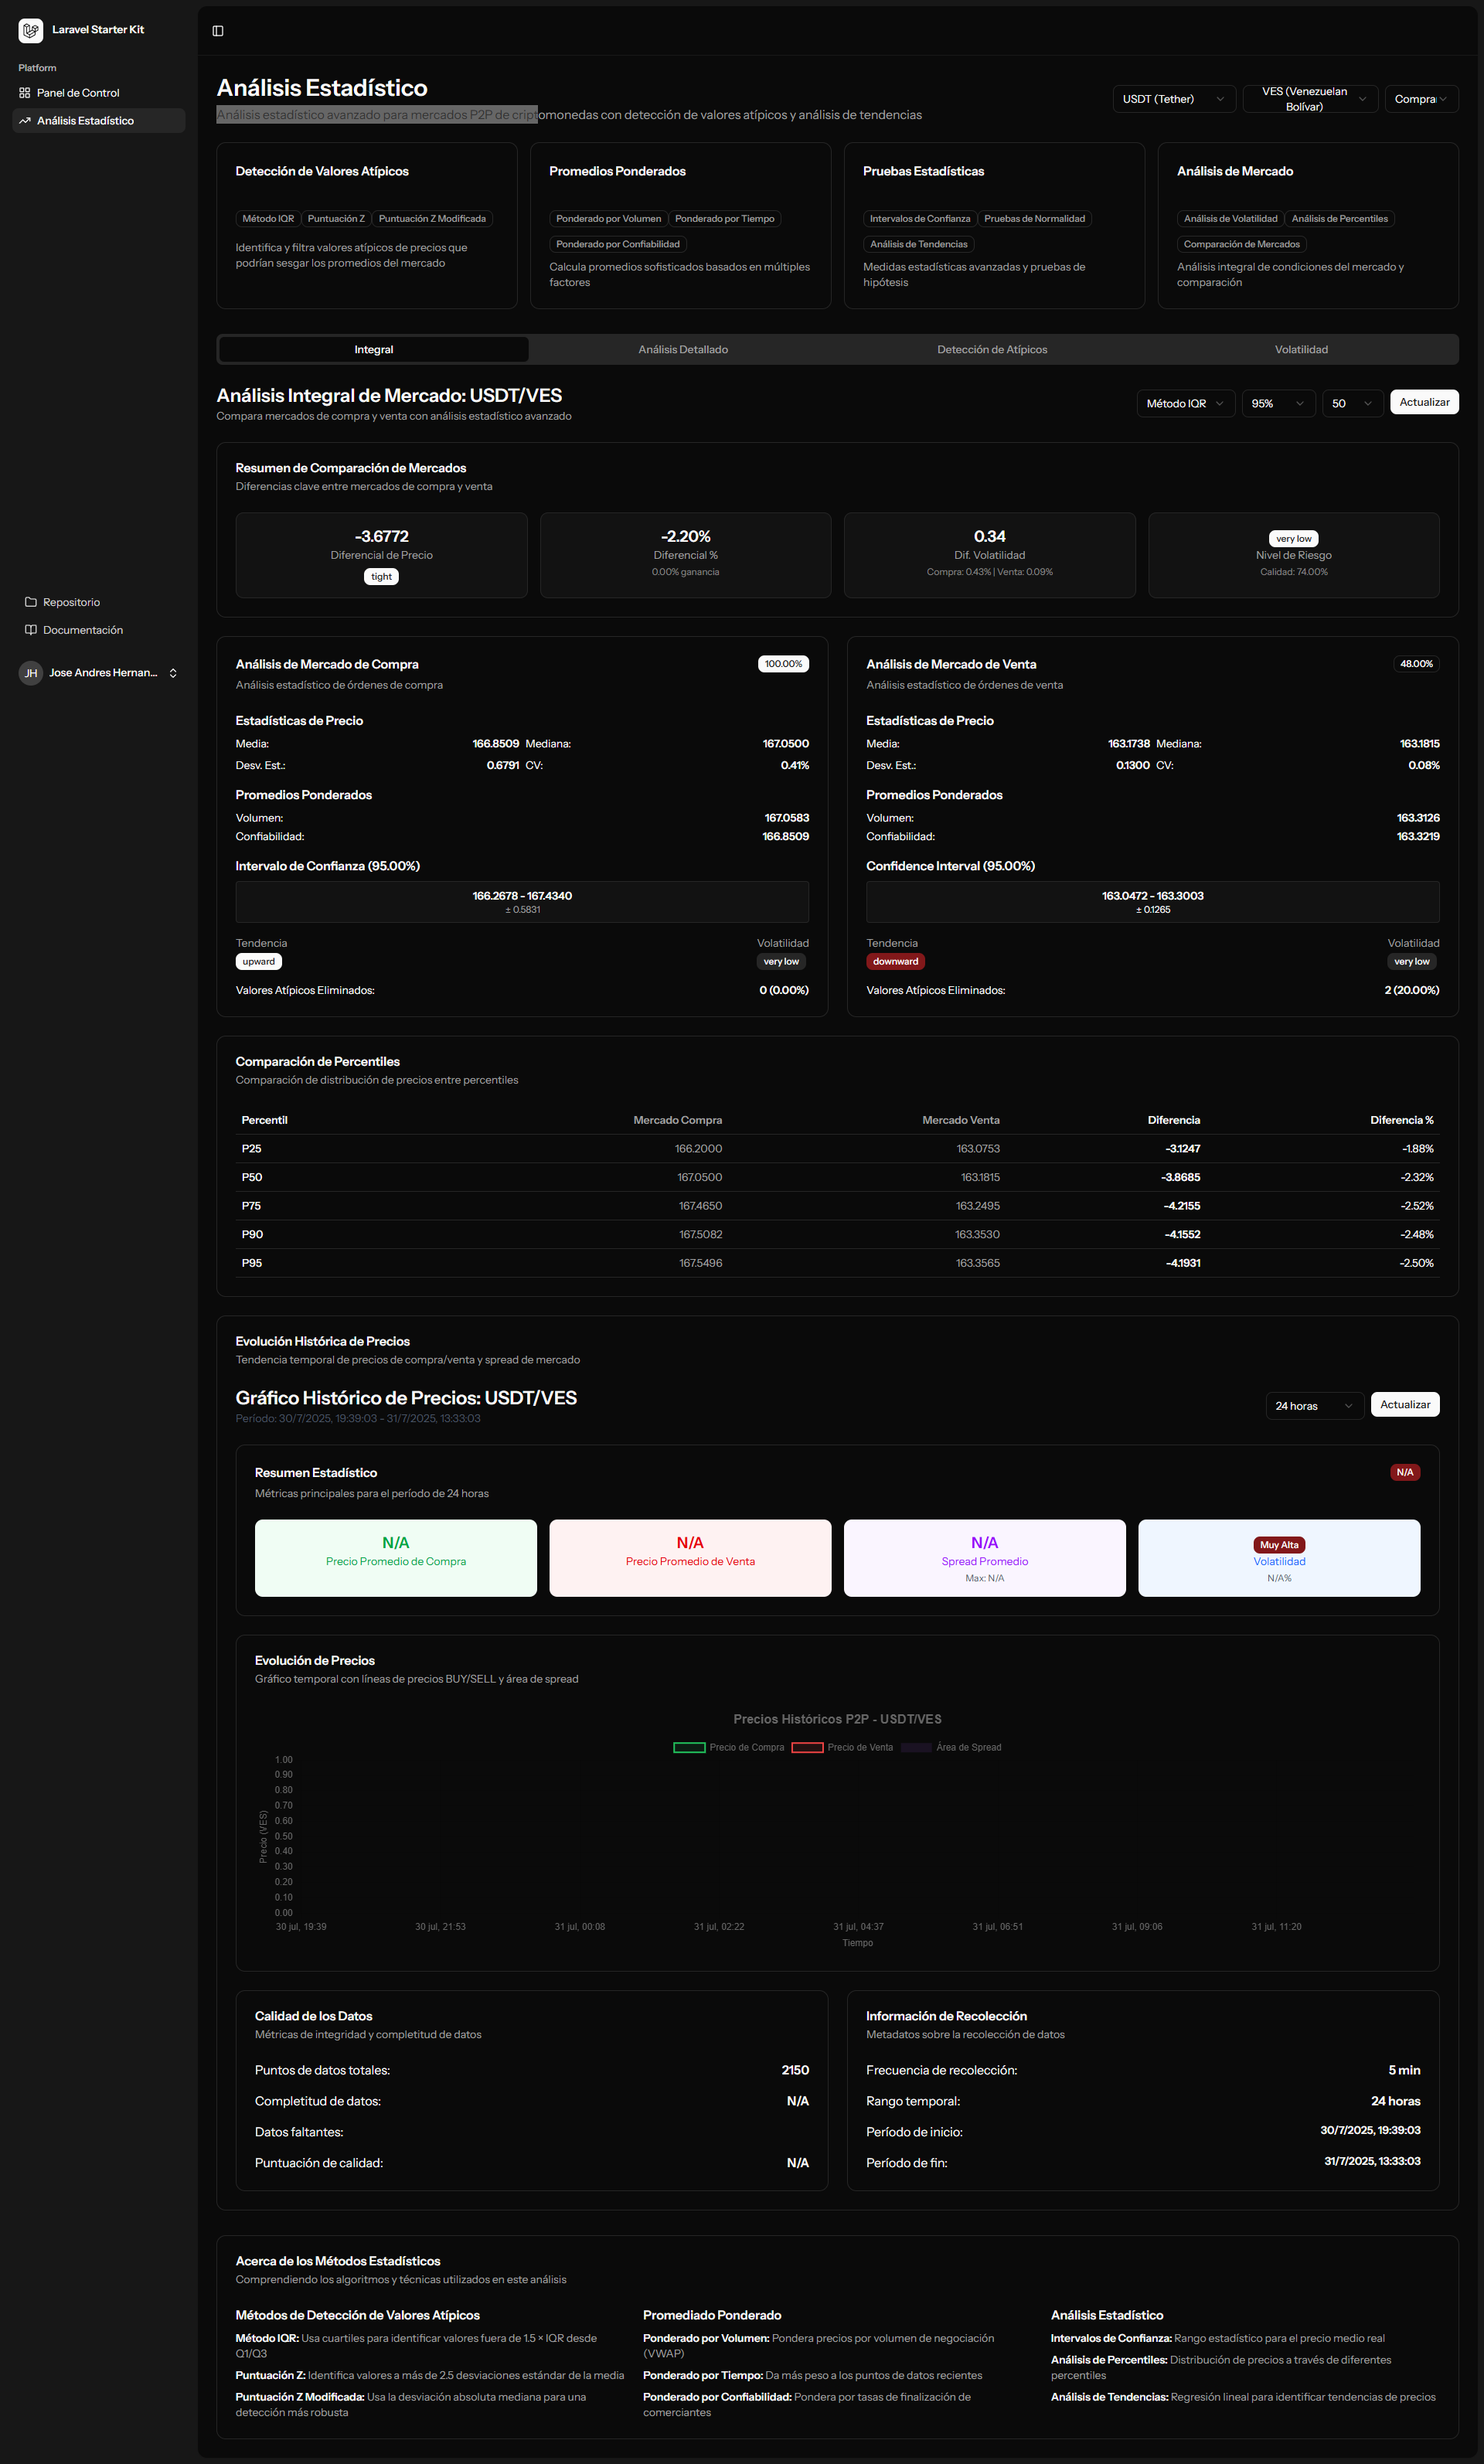 Laravel Starter Kit
Platform
Panel de Control
Análisis Estadístico
Repositorio
Documentación
JH Jose Andres Hernan...
Análisis Estadístico
Análisis estadístico avanzado para mercados P2P de criptomonedas con detección de valores atípicos y análisis de tendencias
USDT (Tether)
VES (Venezuelan
Bolívar)
Compra
Detección de Valores Atípicos
Método IQR Puntuación Z Puntuación Z Modificada
Identifica y filtra valores atípicos de precios que
podrían sesgar los promedios del mercado
Promedios Ponderados
Ponderado por Volumen Ponderado por Tiempo
Ponderado por Confiabilidad
Calcula promedios sofisticados basados en múltiples
factores
Pruebas Estadísticas
Intervalos de Confianza Pruebas de Normalidad
Análisis de Tendencias
Medidas estadísticas avanzadas y pruebas de
hipótesis
Análisis de Mercado
Análisis de Volatilidad Análisis de Percentiles
Comparación de Mercados
Análisis integral de condiciones del mercado y
comparación
Integral Análisis Detallado Detección de Atípicos Volatilidad
Análisis Integral de Mercado: USDT/VES
Compara mercados de compra y venta con análisis estadístico avanzado
Método IQR 95% 50 Actualizar
Resumen de Comparación de Mercados
Diferencias clave entre mercados de compra y venta
-3.6772
Diferencial de Precio
tight
-2.20%
Diferencial %
0.00% ganancia
0.34
Dif. Volatilidad
Compra: 0.43% | Venta: 0.09%
very low
Nivel de Riesgo
Calidad: 74.00%
Análisis de Mercado de Compra 100.00%
Análisis estadístico de órdenes de compra
Estadísticas de Precio
Media: 166.8509 Mediana: 167.0500
Desv. Est.: 0.6791 CV: 0.41%
Promedios Ponderados
Volumen: 167.0583
Confiabilidad: 166.8509
Intervalo de Confianza (95.00%)
166.2678 - 167.4340
± 0.5831
Tendencia Volatilidad
upward very low
Valores Atípicos Eliminados: 0 (0.00%)
Análisis de Mercado de Venta 48.00%
Análisis estadístico de órdenes de venta
Estadísticas de Precio
Media: 163.1738 Mediana: 163.1815
Desv. Est.: 0.1300 CV: 0.08%
Promedios Ponderados
Volumen: 163.3126
Confiabilidad: 163.3219
Confidence Interval (95.00%)
163.0472 - 163.3003
± 0.1265
Tendencia Volatilidad
downward very low
Valores Atípicos Eliminados: 2 (20.00%)
Comparación de Percentiles
Comparación de distribución de precios entre percentiles
Percentil Mercado Compra Mercado Venta Diferencia Diferencia %
P25 166.2000 163.0753 -3.1247 -1.88%
P50 167.0500 163.1815 -3.8685 -2.32%
P75 167.4650 163.2495 -4.2155 -2.52%
P90 167.5082 163.3530 -4.1552 -2.48%
P95 167.5496 163.3565 -4.1931 -2.50%
Evolución Histórica de Precios
Tendencia temporal de precios de compra/venta y spread de mercado
Gráfico Histórico de Precios: USDT/VES
Período: 30/7/2025, 19:39:03 - 31/7/2025, 13:33:03
24 horas Actualizar
Resumen Estadístico N/A
Métricas principales para el período de 24 horas
N/A
Precio Promedio de Compra
N/A
Precio Promedio de Venta
N/A
Spread Promedio
Max: N/A
Muy Alta
Volatilidad
N/A%
Evolución de Precios
Gráfico temporal con líneas de precios BUY/SELL y área de spread
Precios Históricos P2P - USDT/VES
Precio de Compra Precio de Venta Área de Spread
Precio (VES)
1.00
0.90
0.80
0.70
0.60
0.50
0.40
0.30
0.20
0.10
0.00
30 jul, 19:39 30 jul, 21:53 31 jul, 00:08 31 jul, 02:22 31 jul, 04:37 31 jul, 06:51 31 jul, 09:06 31 jul, 11:20
Tiempo
Calidad de los Datos
Métricas de integridad y completitud de datos
Puntos de datos totales: 2150
Completitud de datos: N/A
Datos faltantes:
Puntuación de calidad: N/A
Información de Recolección
Metadatos sobre la recolección de datos
Frecuencia de recolección: 5 min
Rango temporal: 24 horas
Período de inicio: 30/7/2025, 19:39:03
Período de fin: 31/7/2025, 13:33:03
Acerca de los Métodos Estadísticos
Comprendiendo los algoritmos y técnicas utilizados en este análisis
Métodos de Detección de Valores Atípicos
Método IQR: Usa cuartiles para identificar valores fuera de 1.5 × IQR desde
Q1/Q3
Puntuación Z: Identifica valores a más de 2.5 desviaciones estándar de la media
Puntuación Z Modificada: Usa la desviación absoluta mediana para una
detección más robusta
Promediado Ponderado
Ponderado por Volumen: Pondera precios por volumen de negociación
(VWAP)
Ponderado por Tiempo: Da más peso a los puntos de datos recientes
Ponderado por Confiabilidad: Pondera por tasas de finalización de
comerciantes
Análisis Estadístico
Intervalos de Confianza: Rango estadístico para el precio medio real
Análisis de Percentiles: Distribución de precios a través de diferentes
percentiles
Análisis de Tendencias: Regresión lineal para identificar tendencias de precios